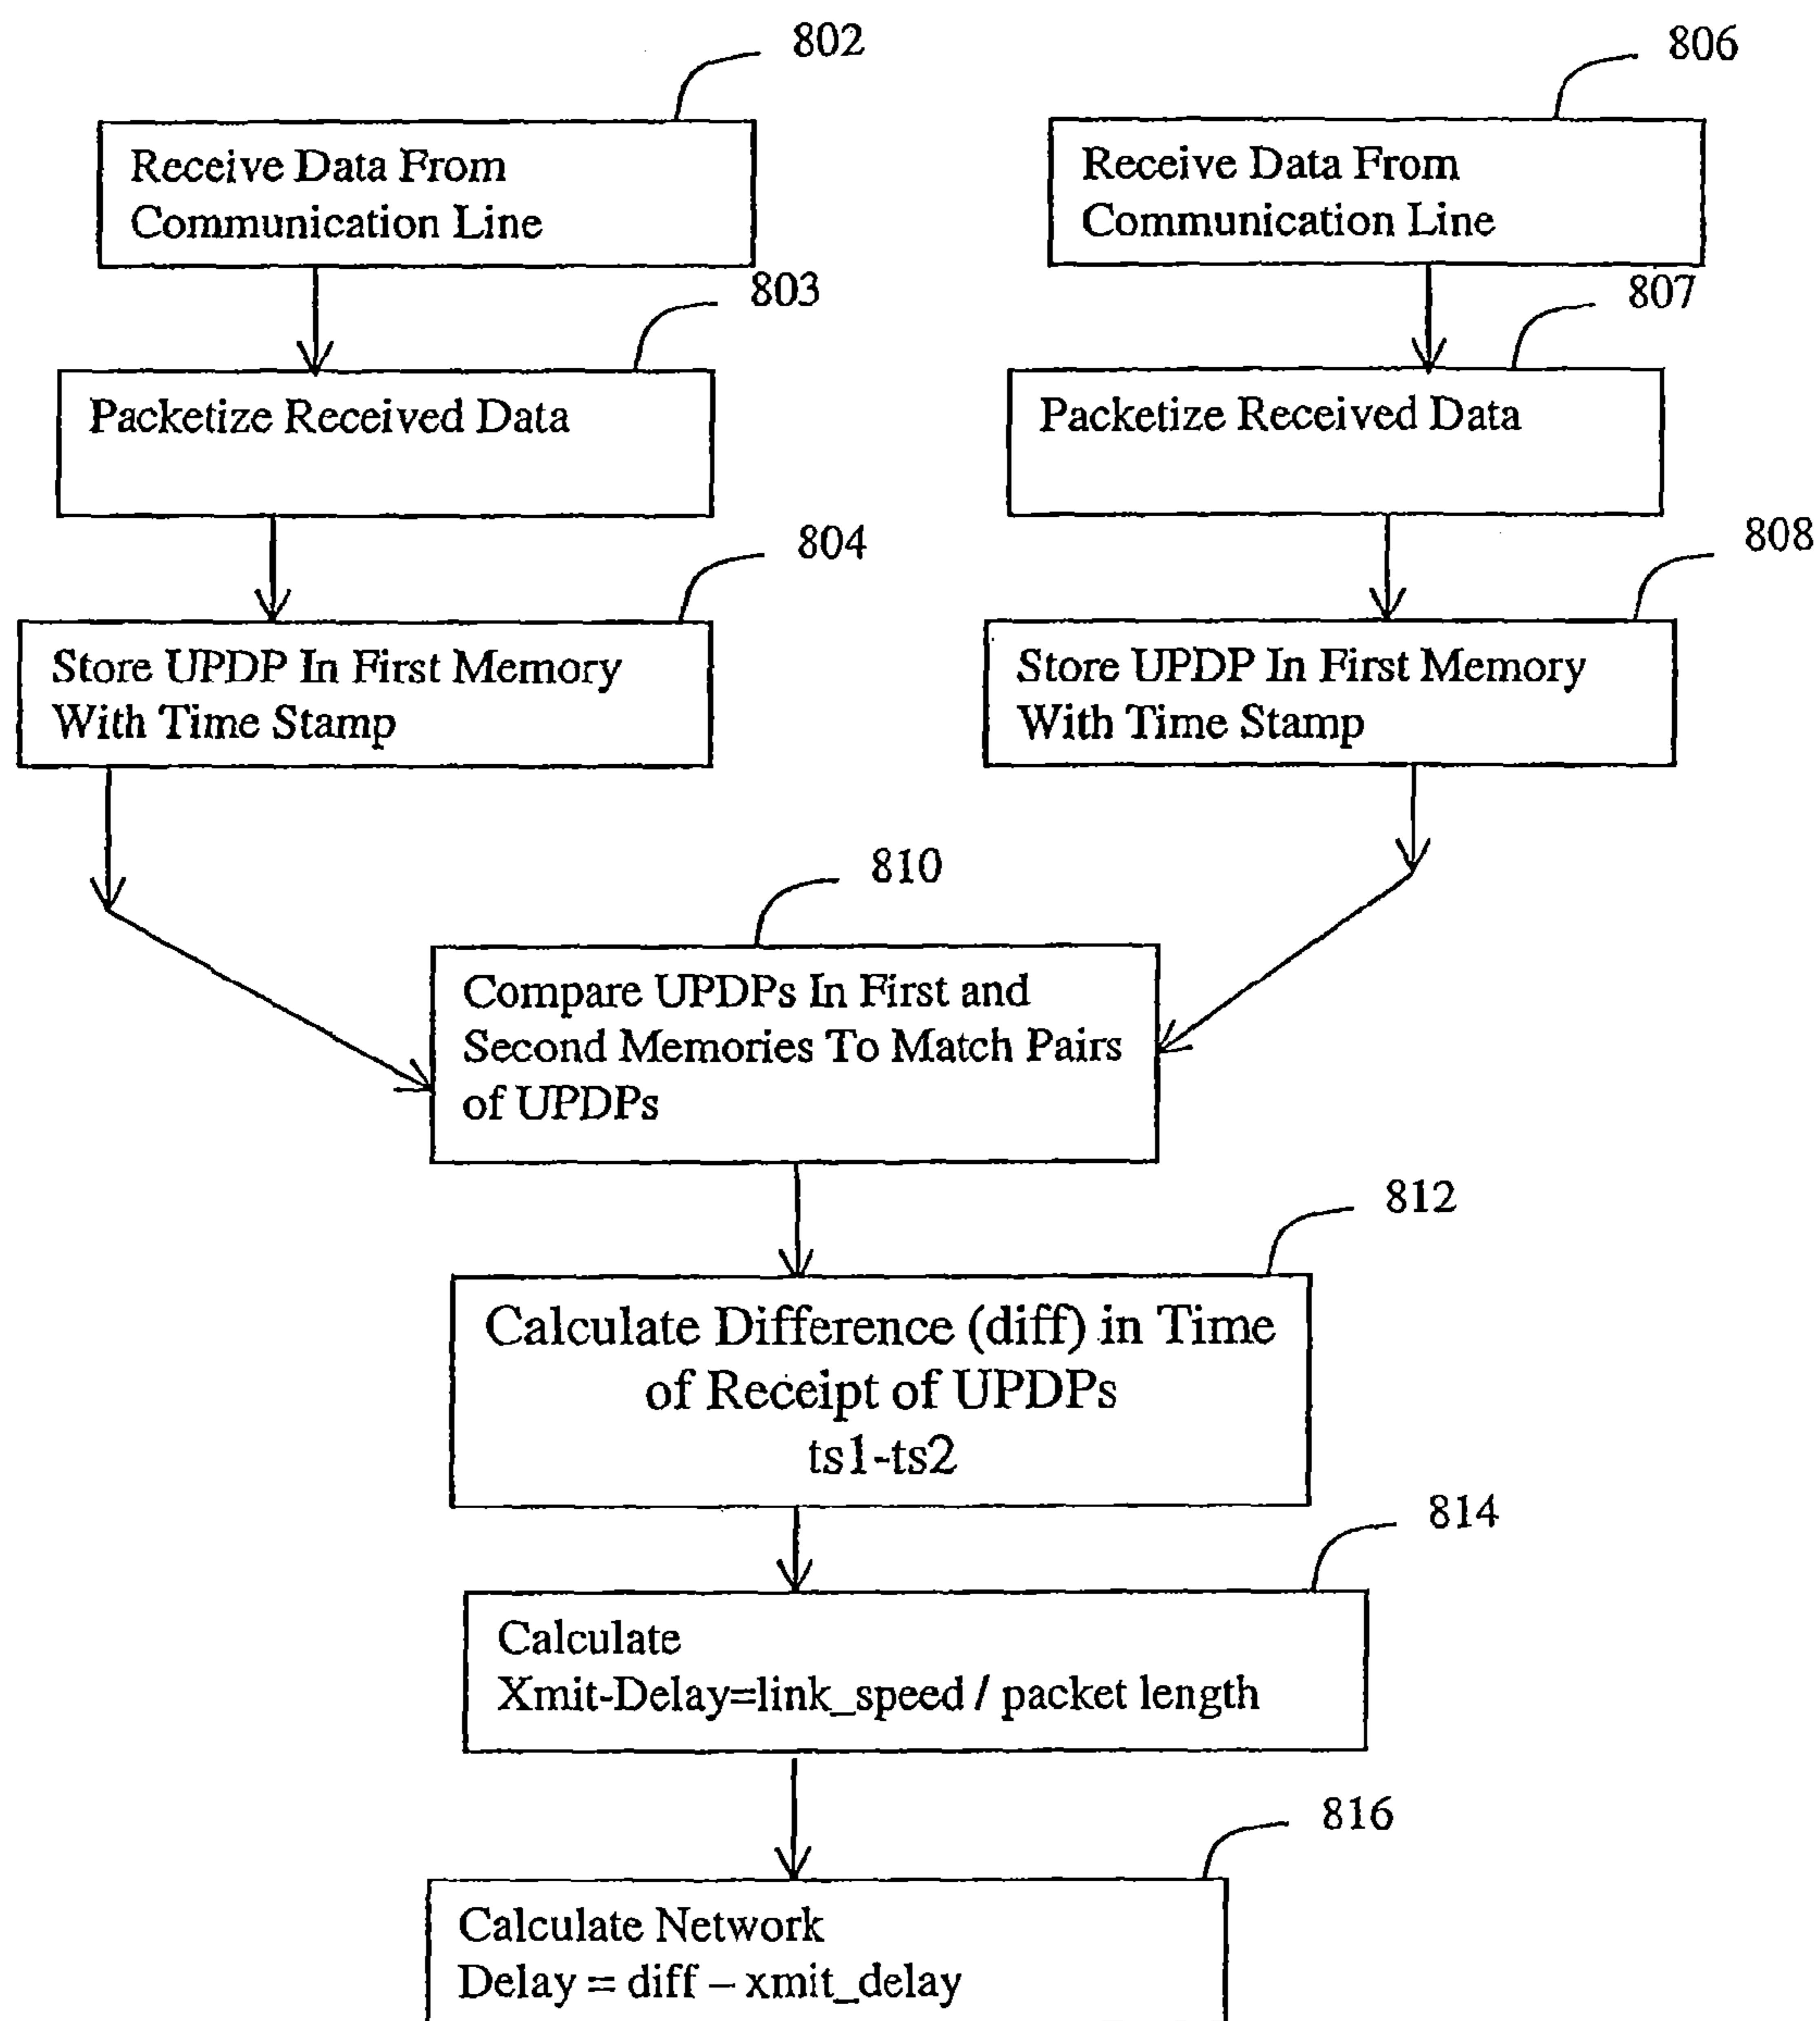 802
Receive Data From
Communication Line
803
Packetize Received Data
804
Store UPDP In First Memory
With Time Stamp
806
Receive Data From
Communication Line
807
Packetize Received Data
808
Store UPDP In First Memory
With Time Stamp
810
Compare UPDPs In First and
Second Memories To Match Pairs
of UPDPs
812
Calculate Difference (diff) in Time
of Receipt of UPDPs
ts1-ts2
814
Calculate
Xmit-Delay=link_speed / packet length
816
Calculate Network
Delay = diff – xmit_delay